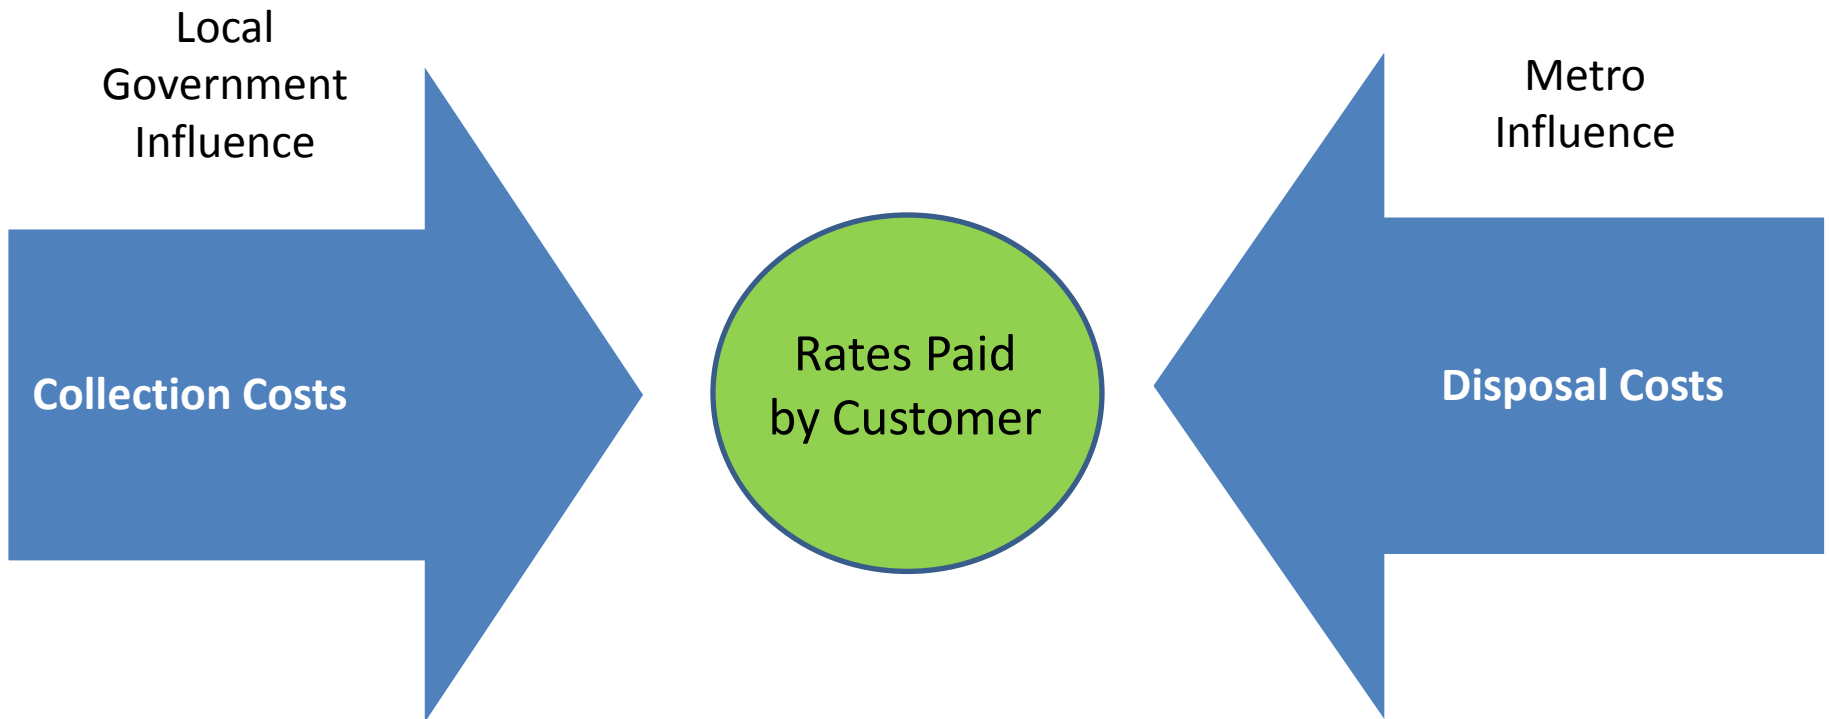 Local
Government
Influence
Metro
Influence
Collection Costs
Rates Paid
by Customer
Disposal Costs